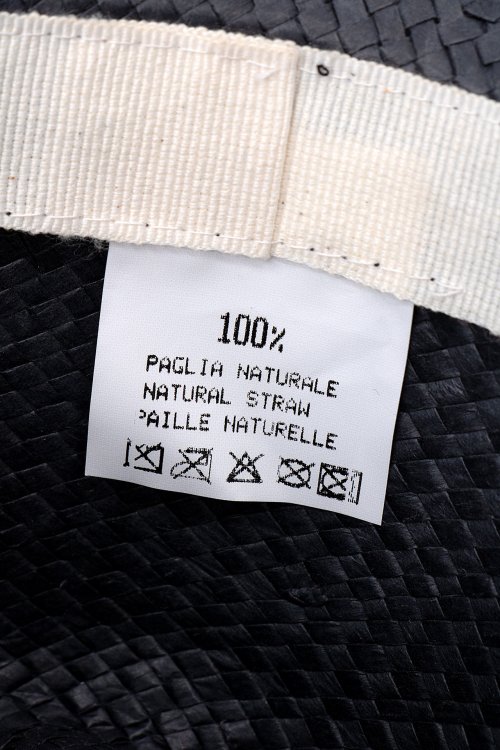 100%
PAGLIA NATURALE
NATURAL STRAW
PAILLE NATURELLE